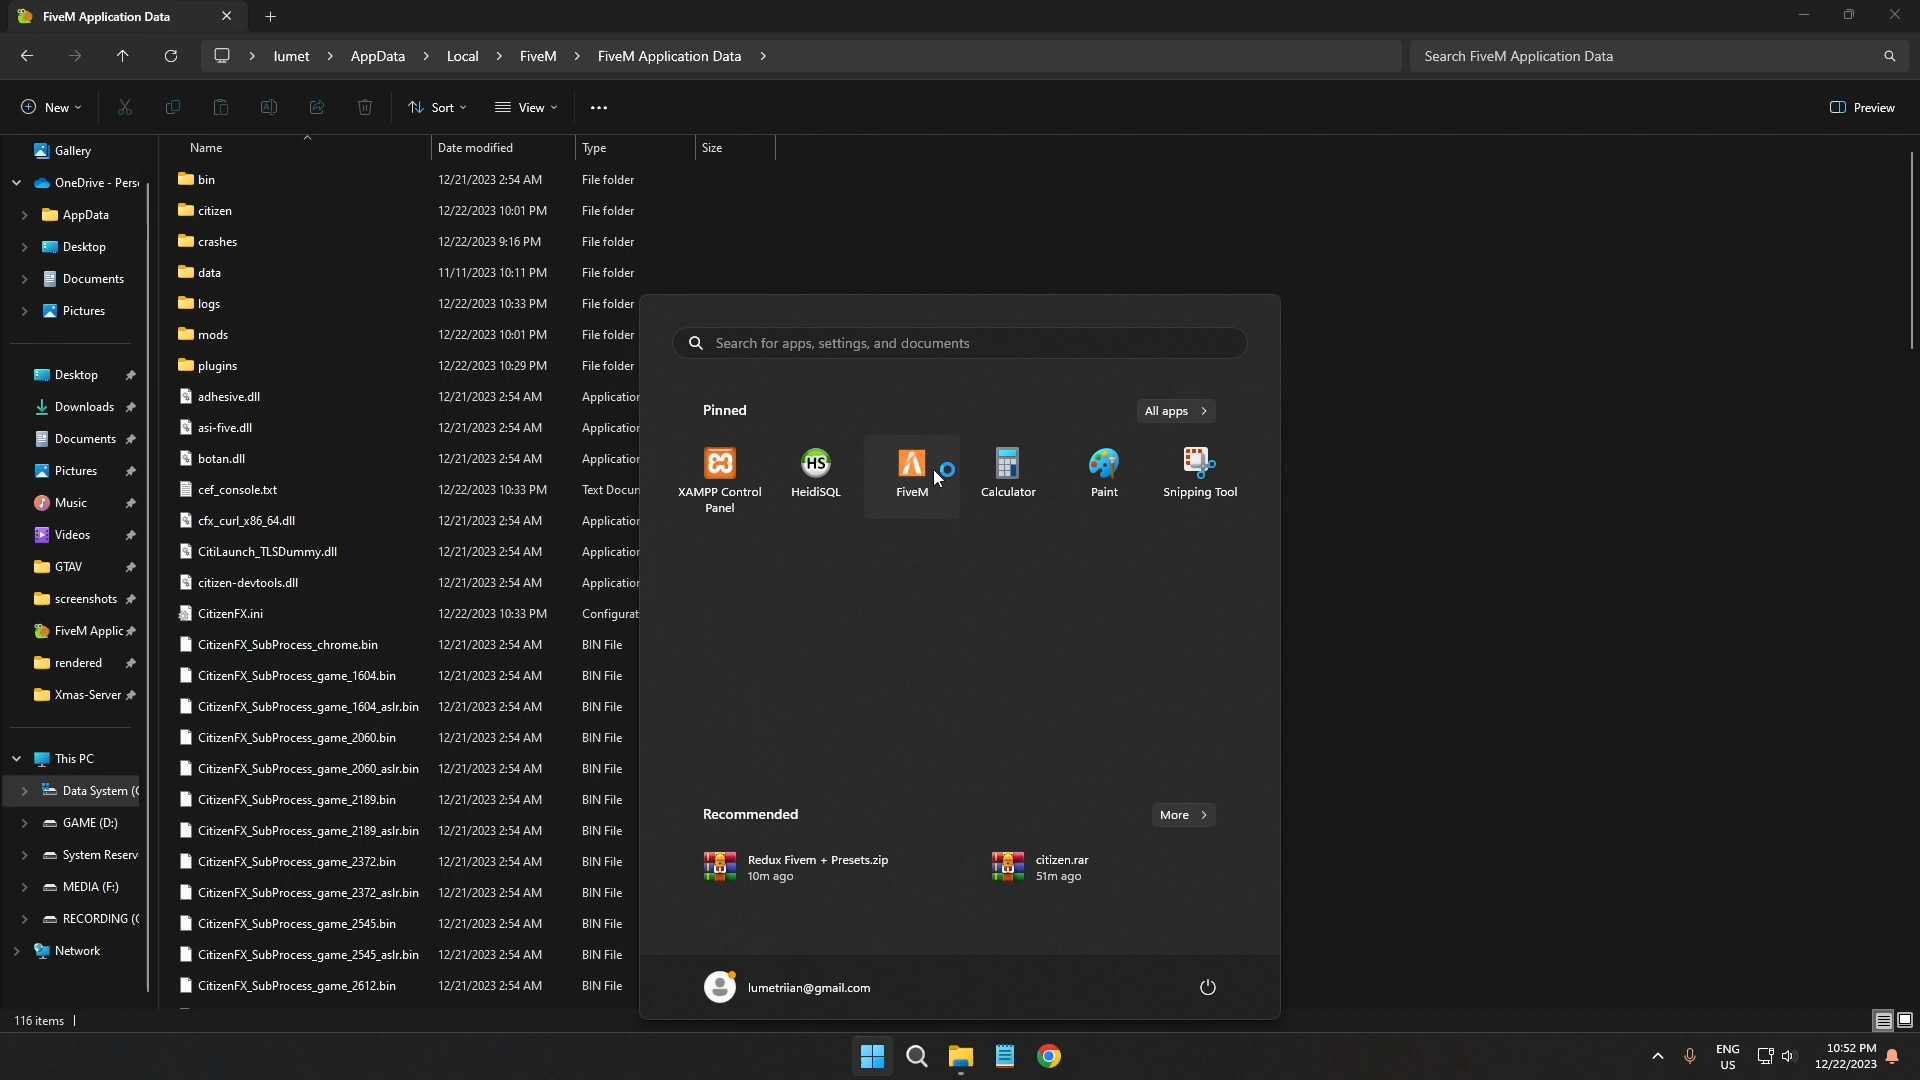 FiveM Application Data
lumet
AppData
Local
FiveM
FiveM Application Data
Search FiveM Application Data
New
Sort
View
Preview
Name
Date modified
Type
Size
Gallery
OneDrive - Pers
AppData
Desktop
Documents
Pictures
Desktop
Downloads
Documents
Pictures
Music
Videos
GTAV
screenshots
FiveM Applic
rendered
Xmas-Server
This PC
Data System (
GAME (D:)
System Reserv
MEDIA (F:)
RECORDING (
Network
bin 12/21/2023 2:54 AM File folder
citizen 12/22/2023 10:01 PM File folder
crashes 12/22/2023 9:16 PM File folder
data 11/11/2023 10:11 PM File folder
logs 12/22/2023 10:33 PM File folder
mods 12/22/2023 10:01 PM File folder
plugins 12/22/2023 10:29 PM File folder
adhesive.dll 12/21/2023 2:54 AM Application
asi-five.dll 12/21/2023 2:54 AM Application
botan.dll 12/21/2023 2:54 AM Application
cef_console.txt 12/22/2023 10:33 PM Text Docun
cfx_curl_x86_64.dll 12/21/2023 2:54 AM Application
CitiLaunch_TLSDummy.dll 12/21/2023 2:54 AM Application
citizen-devtools.dll 12/21/2023 2:54 AM Application
CitizenFX.ini 12/22/2023 10:33 PM Configurat
CitizenFX_SubProcess_chrome.bin 12/21/2023 2:54 AM BIN File
CitizenFX_SubProcess_game_1604.bin 12/21/2023 2:54 AM BIN File
CitizenFX_SubProcess_game_1604_aslr.bin 12/21/2023 2:54 AM BIN File
CitizenFX_SubProcess_game_2060.bin 12/21/2023 2:54 AM BIN File
CitizenFX_SubProcess_game_2060_aslr.bin 12/21/2023 2:54 AM BIN File
CitizenFX_SubProcess_game_2189.bin 12/21/2023 2:54 AM BIN File
CitizenFX_SubProcess_game_2189_aslr.bin 12/21/2023 2:54 AM BIN File
CitizenFX_SubProcess_game_2372.bin 12/21/2023 2:54 AM BIN File
CitizenFX_SubProcess_game_2372_aslr.bin 12/21/2023 2:54 AM BIN File
CitizenFX_SubProcess_game_2545.bin 12/21/2023 2:54 AM BIN File
CitizenFX_SubProcess_game_2545_aslr.bin 12/21/2023 2:54 AM BIN File
CitizenFX_SubProcess_game_2612.bin 12/21/2023 2:54 AM BIN File
Search for apps, settings, and documents
Pinned
All apps
XAMPP Control
Panel
HS
HeidiSQL
FiveM
Calculator
Paint
Snipping Tool
Recommended
More
Redux Fivem + Presets.zip
10m ago
citizen.rar
51m ago
lumetriian@gmail.com
116 items
ENG
US
10:52 PM
12/22/2023